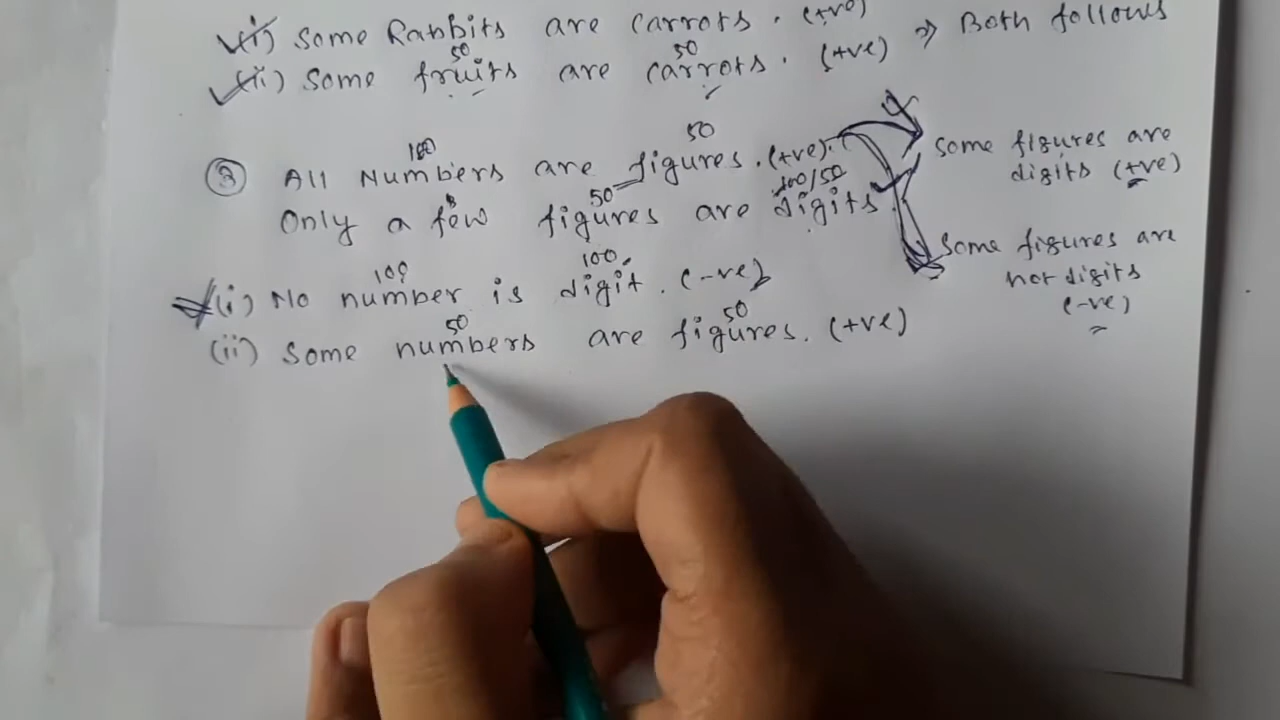 (i) Some Rabbits are carrots. (+ve)
50 50
(ii) Some fruits are carrots. (+ve) ⇒ Both follows
100 50
(3) All Numbers are figures. (+ve).
50 100/50
Only a few figures are digits
some figures are
digits (+ve)
Some figures are
not digits
(-ve)
100 100
(i) No number is digit. (-ve)
50 50
(ii) Some numbers are figures. (+ve)